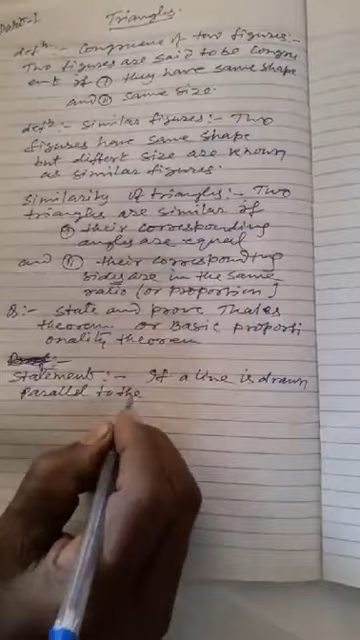 Triangles.
defn:- Congruence of two figures:-
Two figures are said to be congru
ent if (i) they have same shape
and (ii) same size.
defn:- Similar figures:- Two
figures have same shape
but differt size are known
as similar figures.
Similarity of triangles:- Two
triangles are similar if
(i) their corresponding
angles are equal
and (ii) their corresponding
sides are in the same
ratio [or proportion]
Q:- State and prove Thales
theorem or Basic proporti
onality theorem
Statement:- If a line is drawn
parallel to the